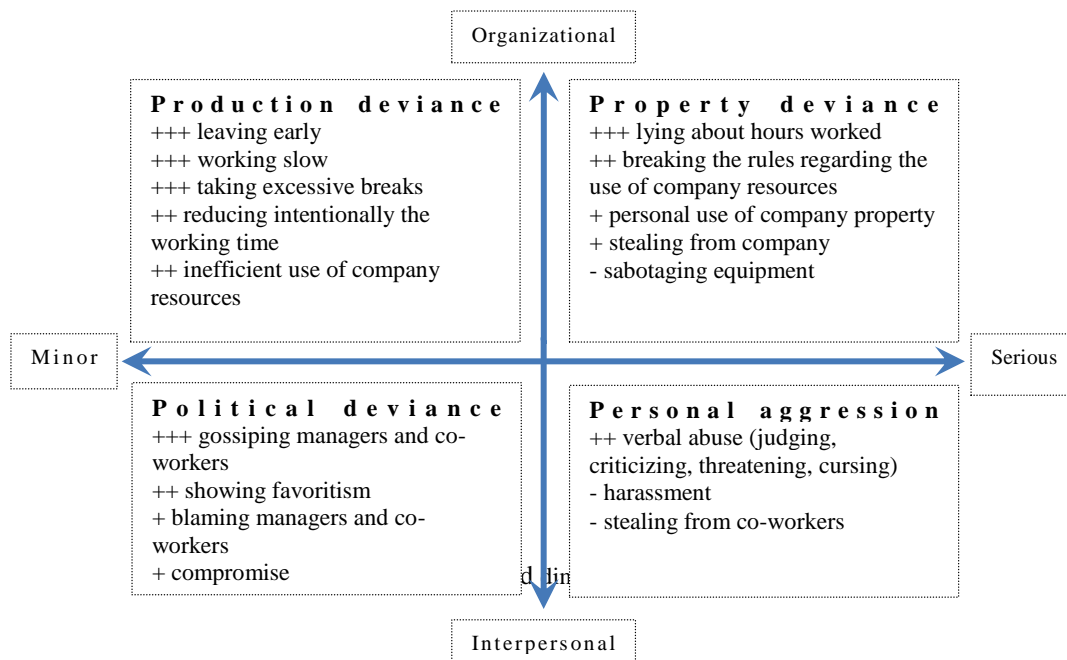 Organizational
Production deviance
+++ leaving early
+++ working slow
+++ taking excessive breaks
++ reducing intentionally the
working time
++ inefficient use of company
resources
Property deviance
+++ lying about hours worked
++ breaking the rules regarding the
use of company resources
+ personal use of company property
+ stealing from company
- sabotaging equipment
Minor
Serious
Political deviance
+++ gossiping managers and co-
workers
++ showing favoritism
+ blaming managers and co-
workers
+ compromise
Personal aggression
++ verbal abuse (judging,
criticizing, threatening, cursing)
- harassment
- stealing from co-workers
Interpersonal